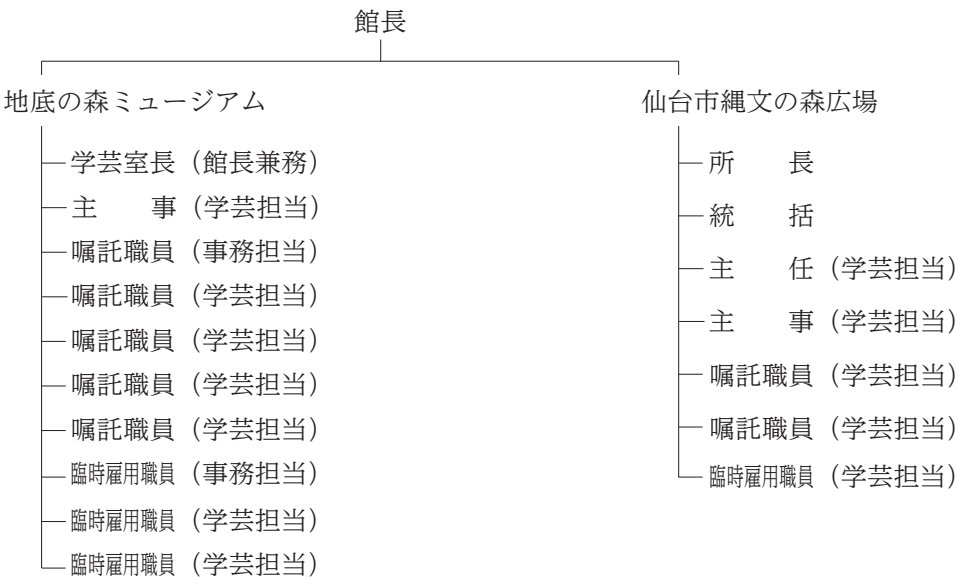 館長
地底の森ミュージアム
学芸室長（館長兼務）
主　　事（学芸担当）
嘱託職員（事務担当）
嘱託職員（学芸担当）
嘱託職員（学芸担当）
嘱託職員（学芸担当）
嘱託職員（学芸担当）
臨時雇用職員（事務担当）
臨時雇用職員（学芸担当）
臨時雇用職員（学芸担当）
仙台市縄文の森広場
所　　長
統　　括
主　　任（学芸担当）
主　　事（学芸担当）
嘱託職員（学芸担当）
嘱託職員（学芸担当）
臨時雇用職員（学芸担当）